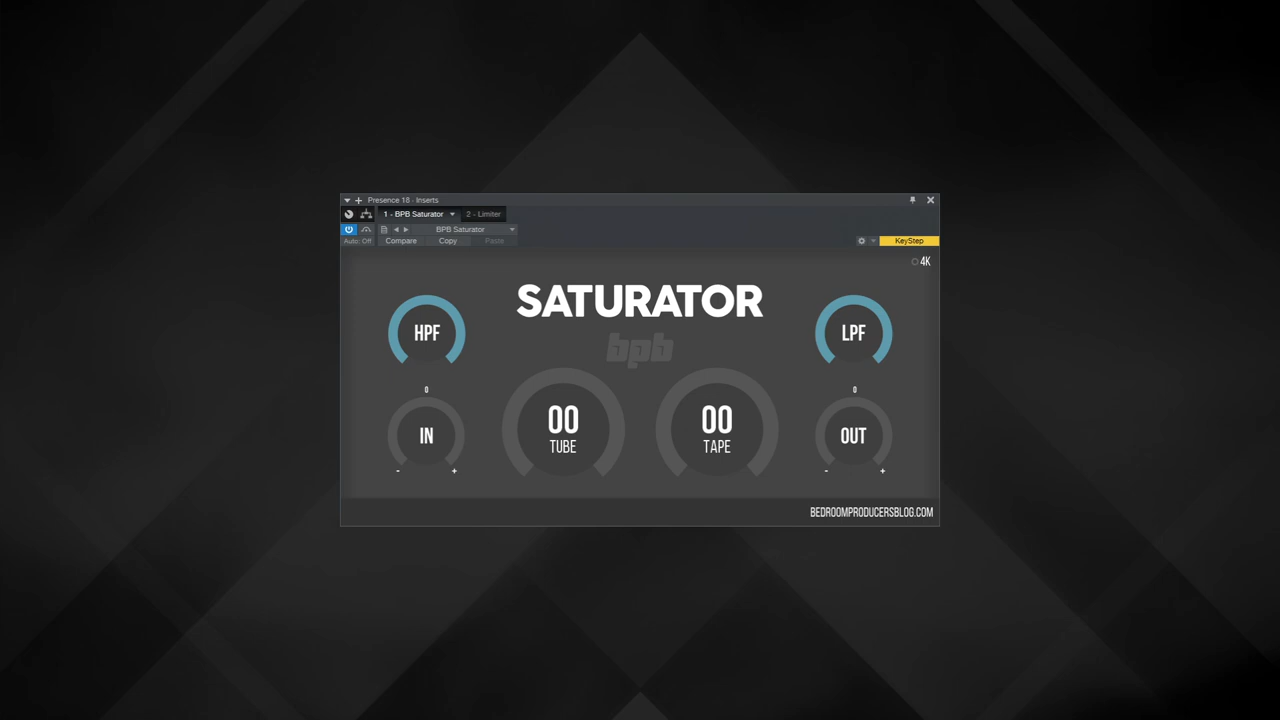 Presence 18 - Inserts
1 - BPB Saturator
2 - Limiter
BPB Saturator
Auto: Off
Compare
Copy
Paste
KeyStep
4K
SATURATOR
bpb
HPF
LPF
0
IN
- +
00
TUBE
00
TAPE
0
OUT
- +
BEDROOMPRODUCERSBLOG.COM